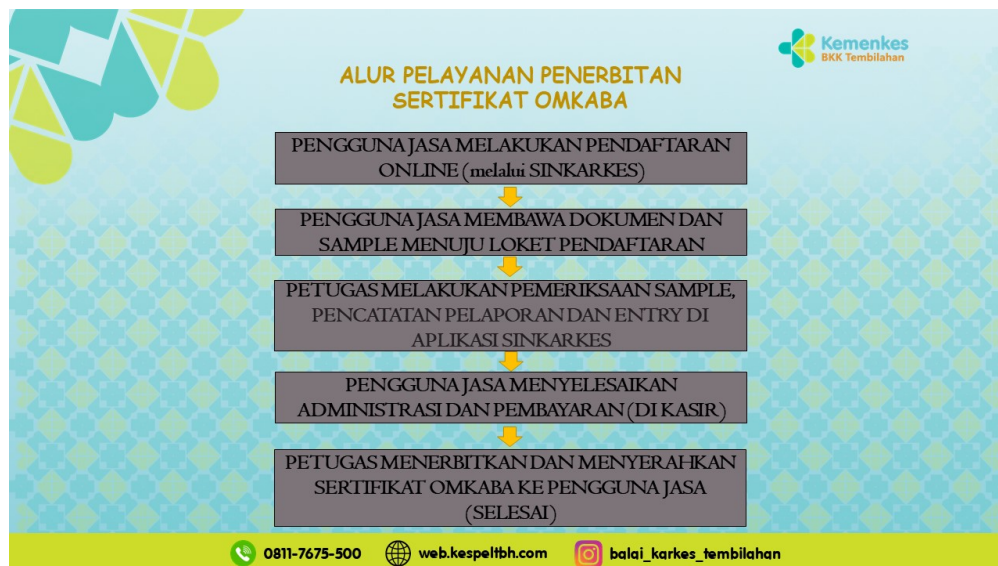 Kemenkes
BKK Tembilahan
ALUR PELAYANAN PENERBITAN
SERTIFIKAT OMKABA
PENGGUNA JASA MELAKUKAN PENDAFTARAN
ONLINE (melalui SINKARKES)
PENGGUNA JASA MEMBAWA DOKUMEN DAN
SAMPLE MENUJU LOKET PENDAFTARAN
PETUGAS MELAKUKAN PEMERIKSAAN SAMPLE,
PENCATATAN PELAPORAN DAN ENTRY DI
APLIKASI SINKARKES
PENGGUNA JASA MENYELESAIKAN
ADMINISTRASI DAN PEMBAYARAN (DI KASIR)
PETUGAS MENERBITKAN DAN MENYERAHKAN
SERTIFIKAT OMKABA KE PENGGUNA JASA
(SELESAI)
0811-7675-500 web.kespeltbh.com balai_karkes_tembilahan